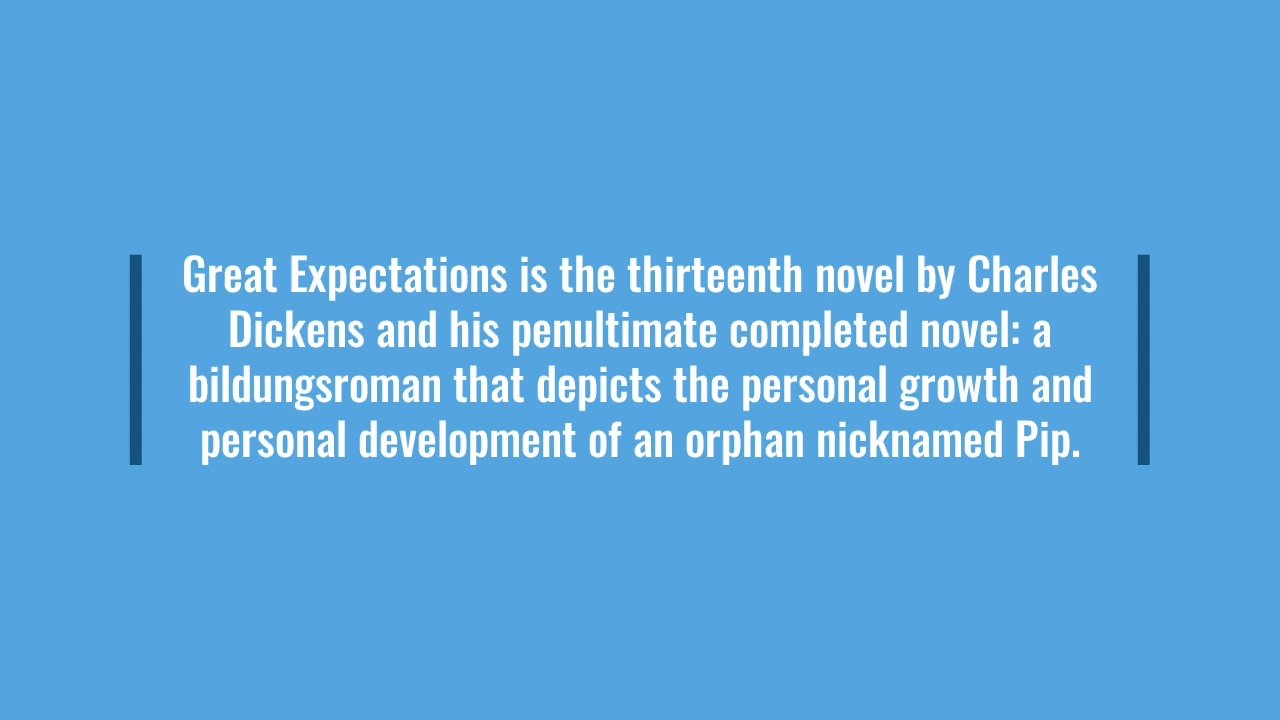 Great Expectations is the thirteenth novel by Charles
Dickens and his penultimate completed novel: a
bildungsroman that depicts the personal growth and
personal development of an orphan nicknamed Pip.